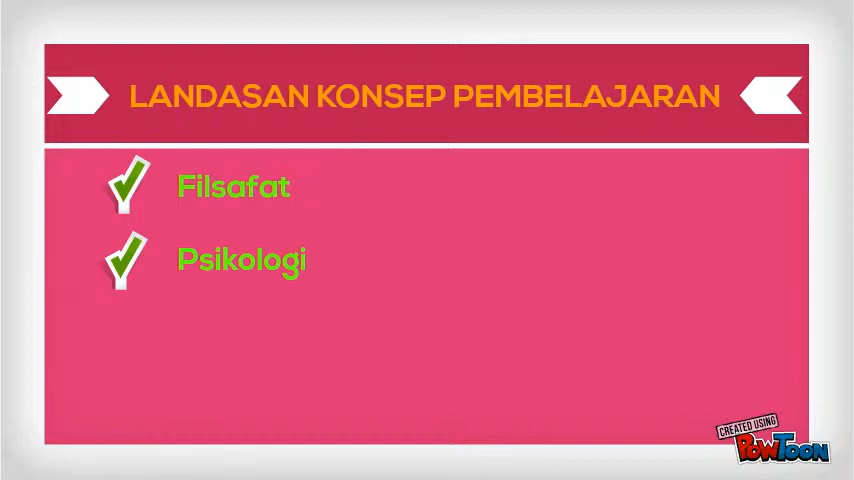 LANDASAN KONSEP PEMBELAJARAN
Filsafat
Psikologi
CREATED USING
POWTOON